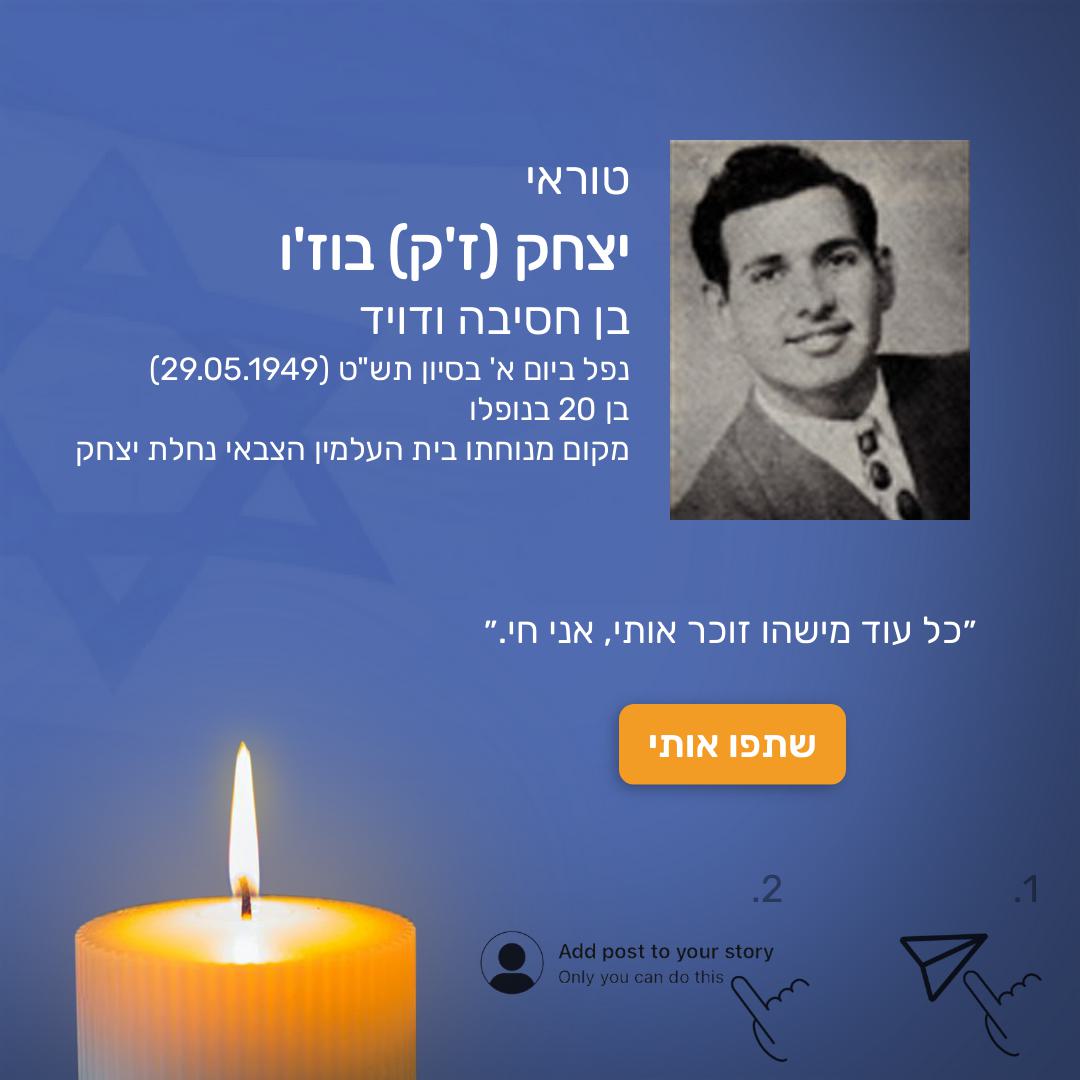 טוראי
יצחק (ז'ק) בוז'ו
בן חסיבה ודויד
נפל ביום א' בסיון תש"ט (29.05.1949)
בן 20 בנופלו
מקום מנוחתו בית העלמין הצבאי נחלת יצחק
״כל עוד מישהו זוכר אותי, אני חי.״
שתפו אותי
.1
.2
Add post to your story
Only you can do this